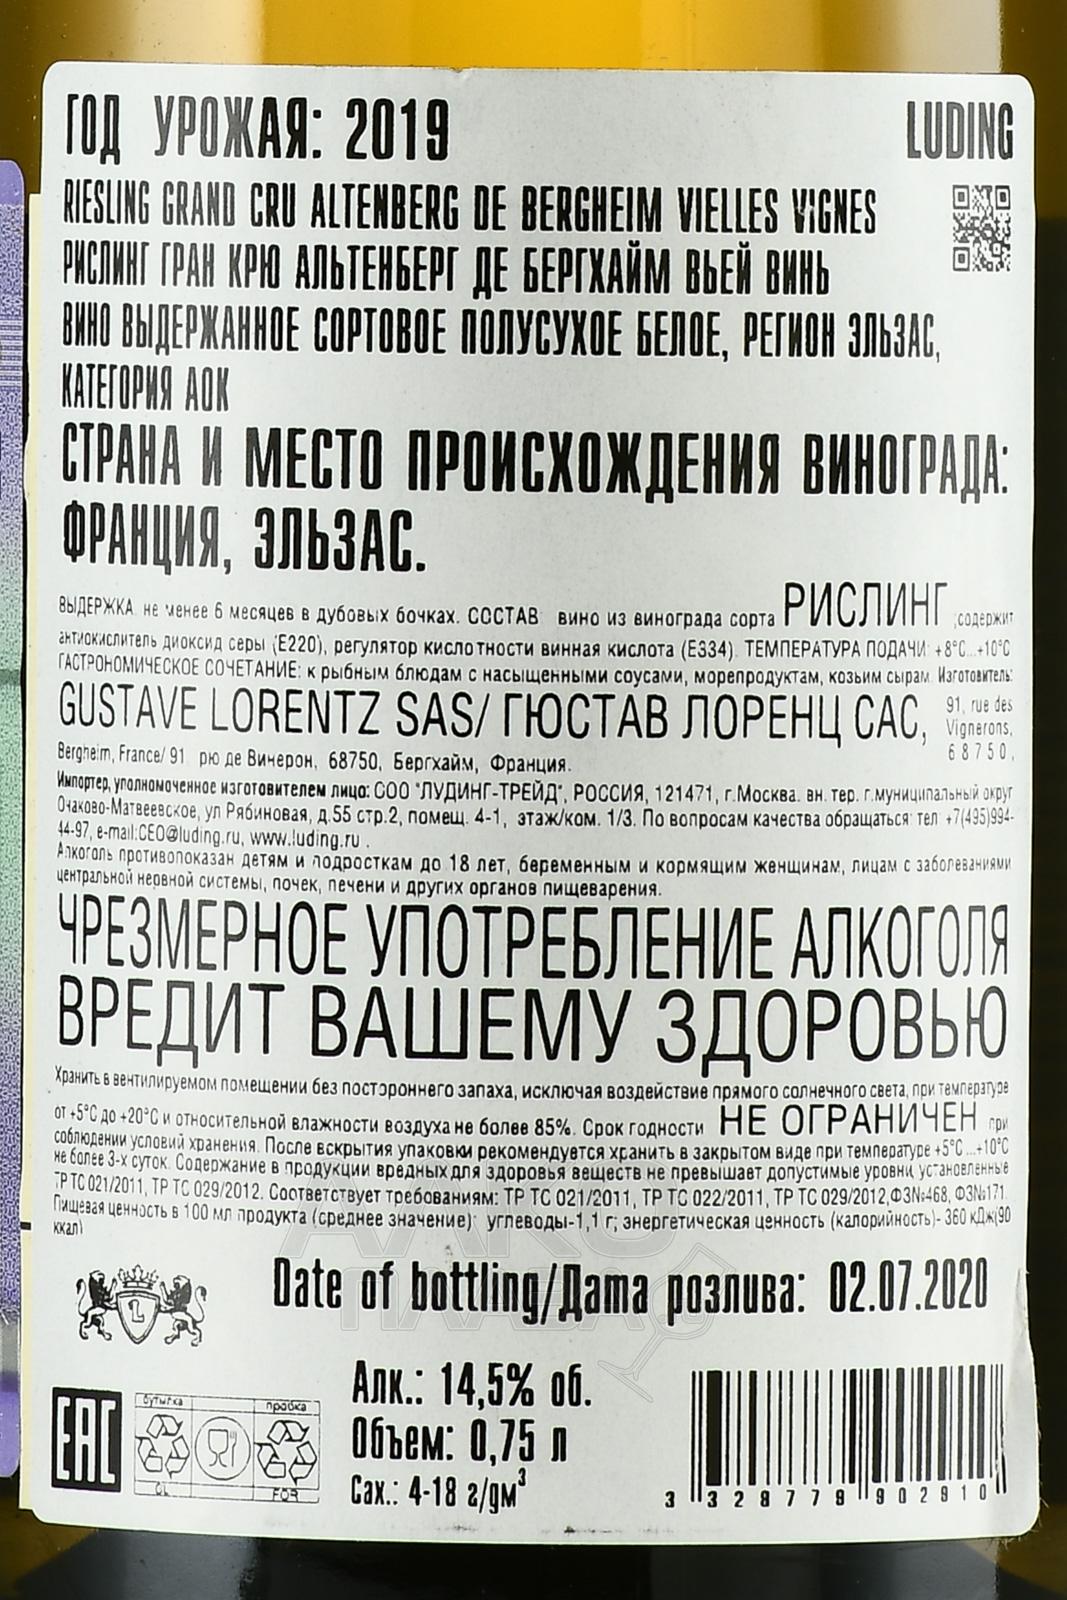 ГОД УРОЖАЯ: 2019
LUDING
RIESLING GRAND CRU ALTENBERG DE BERGHEIM VIELLES VIGNES
РИСЛИНГ ГРАН КРЮ АЛЬТЕНБЕРГ ДЕ БЕРГХАЙМ ВЬЕЙ ВИНЬ
ВИНО ВЫДЕРЖАННОЕ СОРТОВОЕ ПОЛУСУХОЕ БЕЛОЕ, РЕГИОН ЭЛЬЗАС,
КАТЕГОРИЯ АОК
СТРАНА И МЕСТО ПРОИСХОЖДЕНИЯ ВИНОГРАДА:
ФРАНЦИЯ, ЭЛЬЗАС.
ВЫДЕРЖКА: не менее 6 месяцев в дубовых бочках. СОСТАВ: вино из винограда сорта РИСЛИНГ ,содержит
антиокислитель диоксид серы (Е220), регулятор кислотности винная кислота (Е334). ТЕМПЕРАТУРА ПОДАЧИ: +8°С...+10°С
ГАСТРОНОМИЧЕСКОЕ СОЧЕТАНИЕ: к рыбным блюдам с насыщенными соусами, морепродуктам, козьим сырам. Изготовитель:
GUSTAVE LORENTZ SAS/ ГЮСТАВ ЛОРЕНЦ САС, 91, rue des
Vignerons,
68750,
Bergheim, France/ 91 рю де Винерон, 68750, Бергхайм, Франция.
Импортер, уполномоченное изготовителем лицо: ООО "ЛУДИНГ-ТРЕЙД", РОССИЯ, 121471, г.Москва. вн. тер. г.муниципальный округ
Очаково-Матвеевское, ул Рябиновая, д.55 стр.2, помещ. 4-1, этаж/ком. 1/3. По вопросам качества обращаться: тел +7(495)994-
44-97, e-mail:CEO@luding.ru, www.luding.ru .
Алкоголь противопоказан детям и подросткам до 18 лет, беременным и кормящим женщинам, лицам с заболеваниями
центральной нервной системы, почек, печени и других органов пищеварения.
ЧРЕЗМЕРНОЕ УПОТРЕБЛЕНИЕ АЛКОГОЛЯ
ВРЕДИТ ВАШЕМУ ЗДОРОВЬЮ
Хранить в вентилируемом помещении без постороннего запаха, исключая воздействие прямого солнечного света, при температуре
от +5°С до +20°С и относительной влажности воздуха не более 85%. Срок годности НЕ ОГРАНИЧЕН при
соблюдении условий хранения. После вскрытия упаковки рекомендуется хранить в закрытом виде при температуре +5°С ...+10°С
не более 3-х суток. Содержание в продукции вредных для здоровья веществ не превышает допустимые уровни, установленные
ТР ТС 021/2011, ТР ТС 029/2012. Соответствует требованиям: ТР ТС 021/2011, ТР ТС 022/2011, ТР ТС 029/2012,ФЗ№468, ФЗ№171.
Пищевая ценность в 100 мл продукта (среднее значение): углеводы-1,1 г; энергетическая ценность (калорийность)- 360 кДж(90
ккал)
Date of bottling/Дата розлива: 02.07.2020
L
Алк.: 14,5% об.
Объем: 0,75 л
Сах.: 4-18 г/дм³
EAC
бутылка
пробка
GL
FOR
3 328779 902910
АЛКО
ПЛАЗА